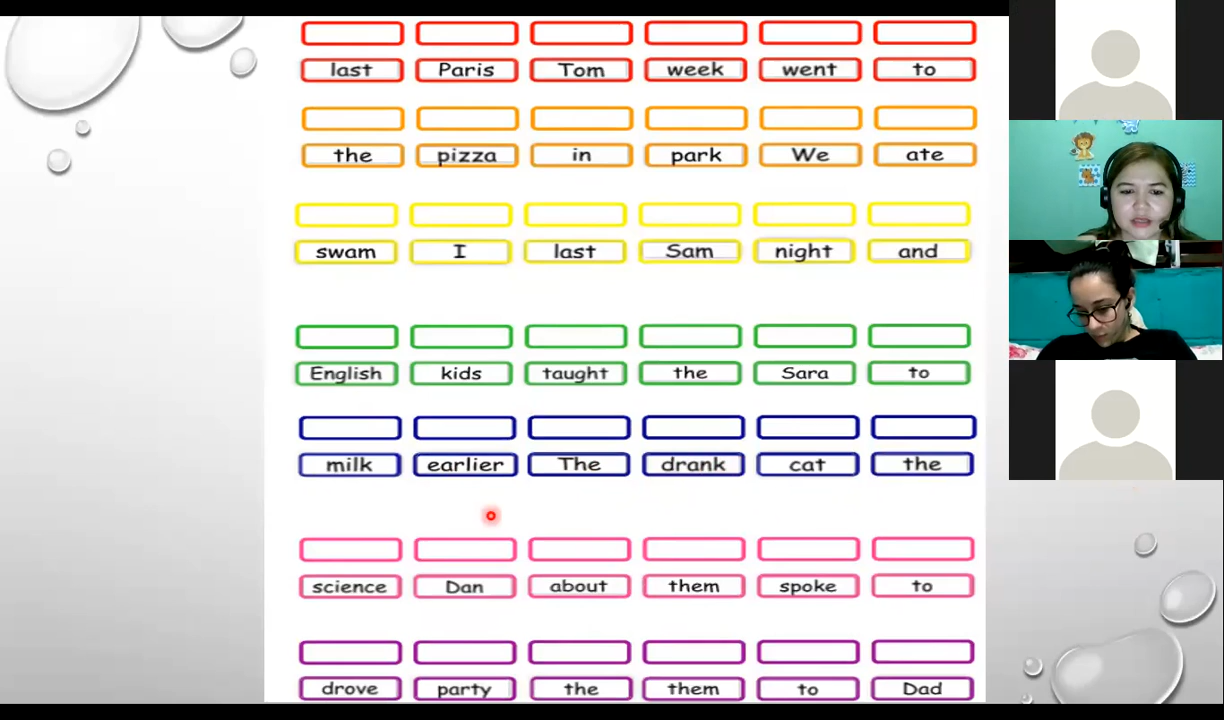 last Paris Tom week went to
the pizza in park We ate
swam I last Sam night and
English kids taught the Sara to
milk earlier The drank cat the
science Dan about them spoke to
drove party the them to Dad